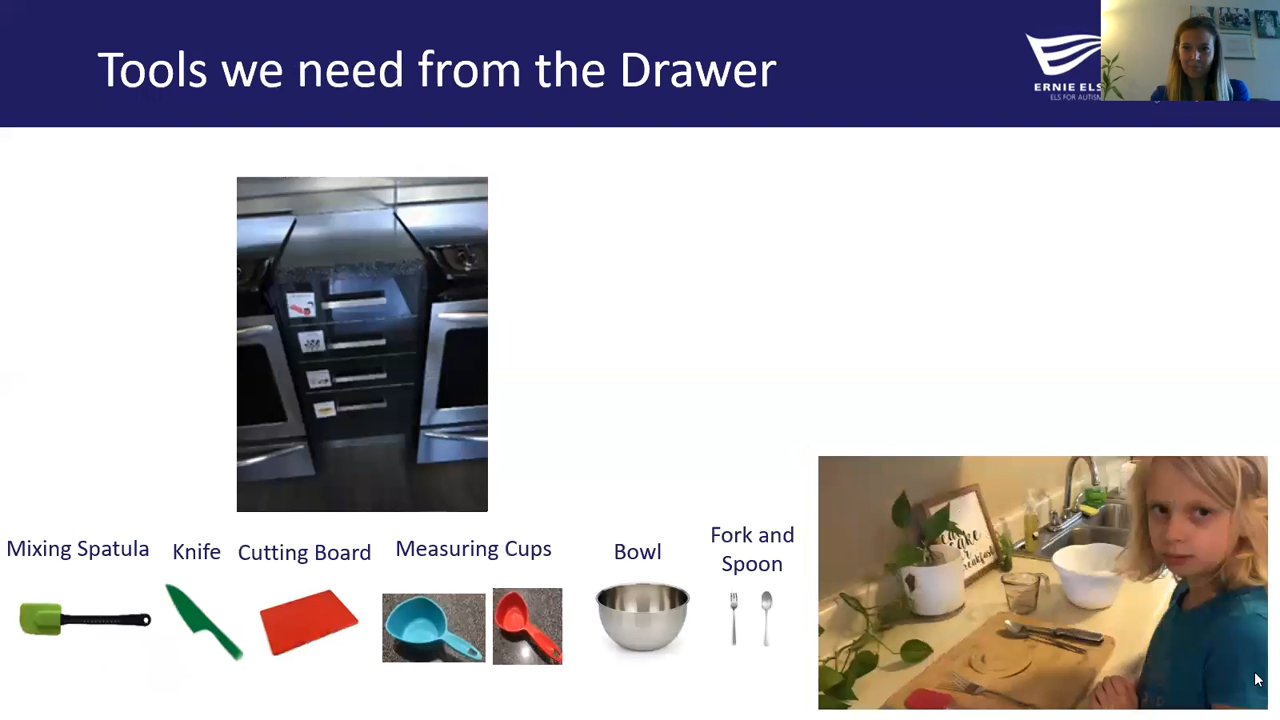 Tools we need from the Drawer
ERNIE ELS
ELS FOR AUTISM
Mixing Spatula
Knife
Cutting Board
Measuring Cups
Bowl
Fork and
Spoon
breakfast